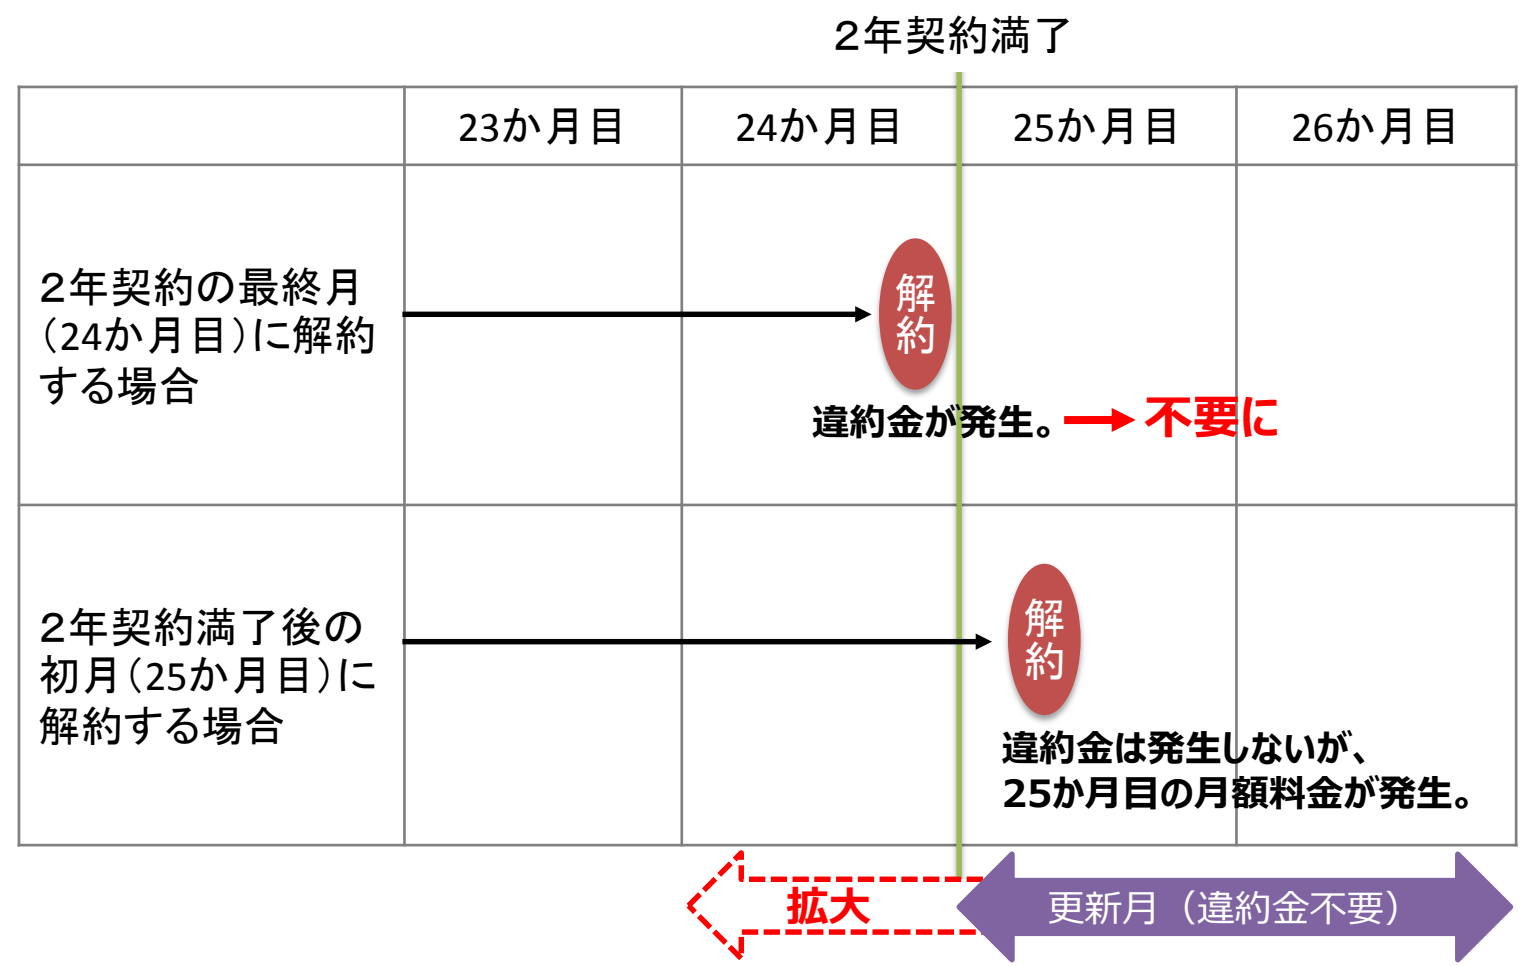 ２年契約満了
23か月目
24か月目
25か月目
26か月目
２年契約の最終月
（24か月目）に解約
する場合
解約
違約金が発生。
不要に
２年契約満了後の
初月（25か月目）に
解約する場合
解約
違約金は発生しないが、
25か月目の月額料金が発生。
拡大
更新月（違約金不要）